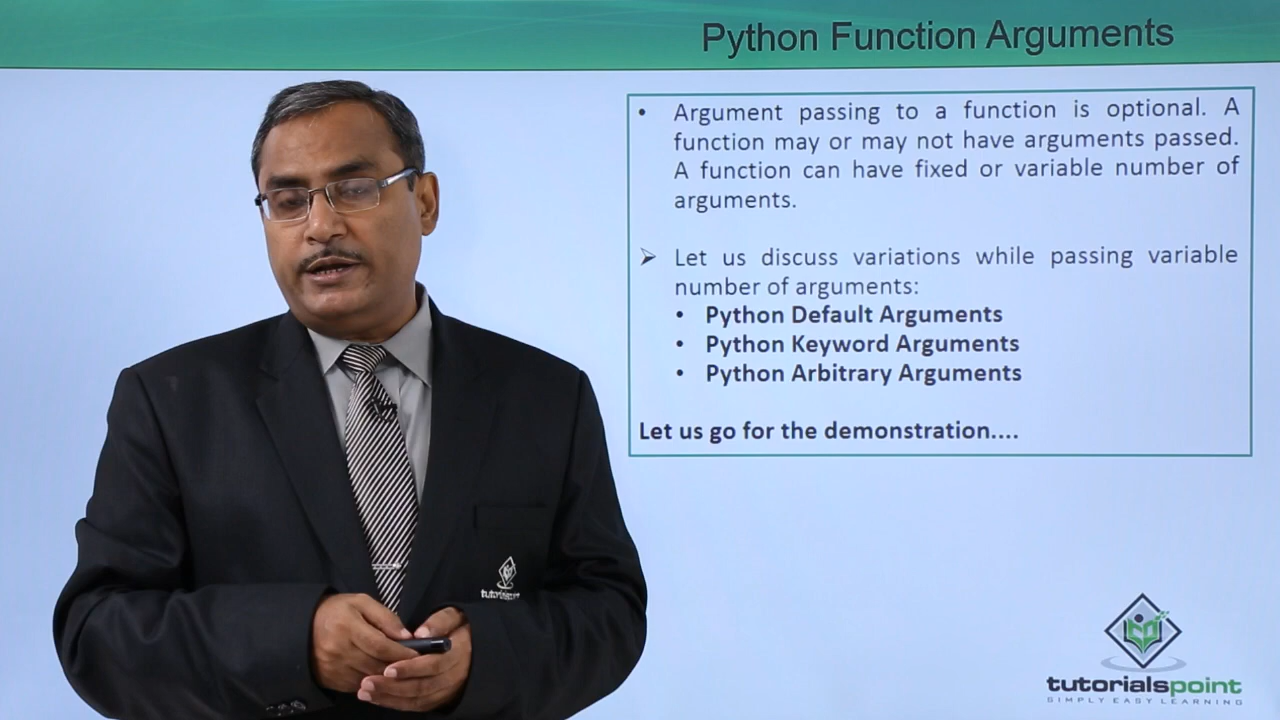 Python Function Arguments
• Argument passing to a function is optional. A
function may or may not have arguments passed.
A function can have fixed or variable number of
arguments.
➢ Let us discuss variations while passing variable
number of arguments:
• Python Default Arguments
• Python Keyword Arguments
• Python Arbitrary Arguments
Let us go for the demonstration....
tutorialspoint
tutorialspoint
SIMPLY EASY LEARNING